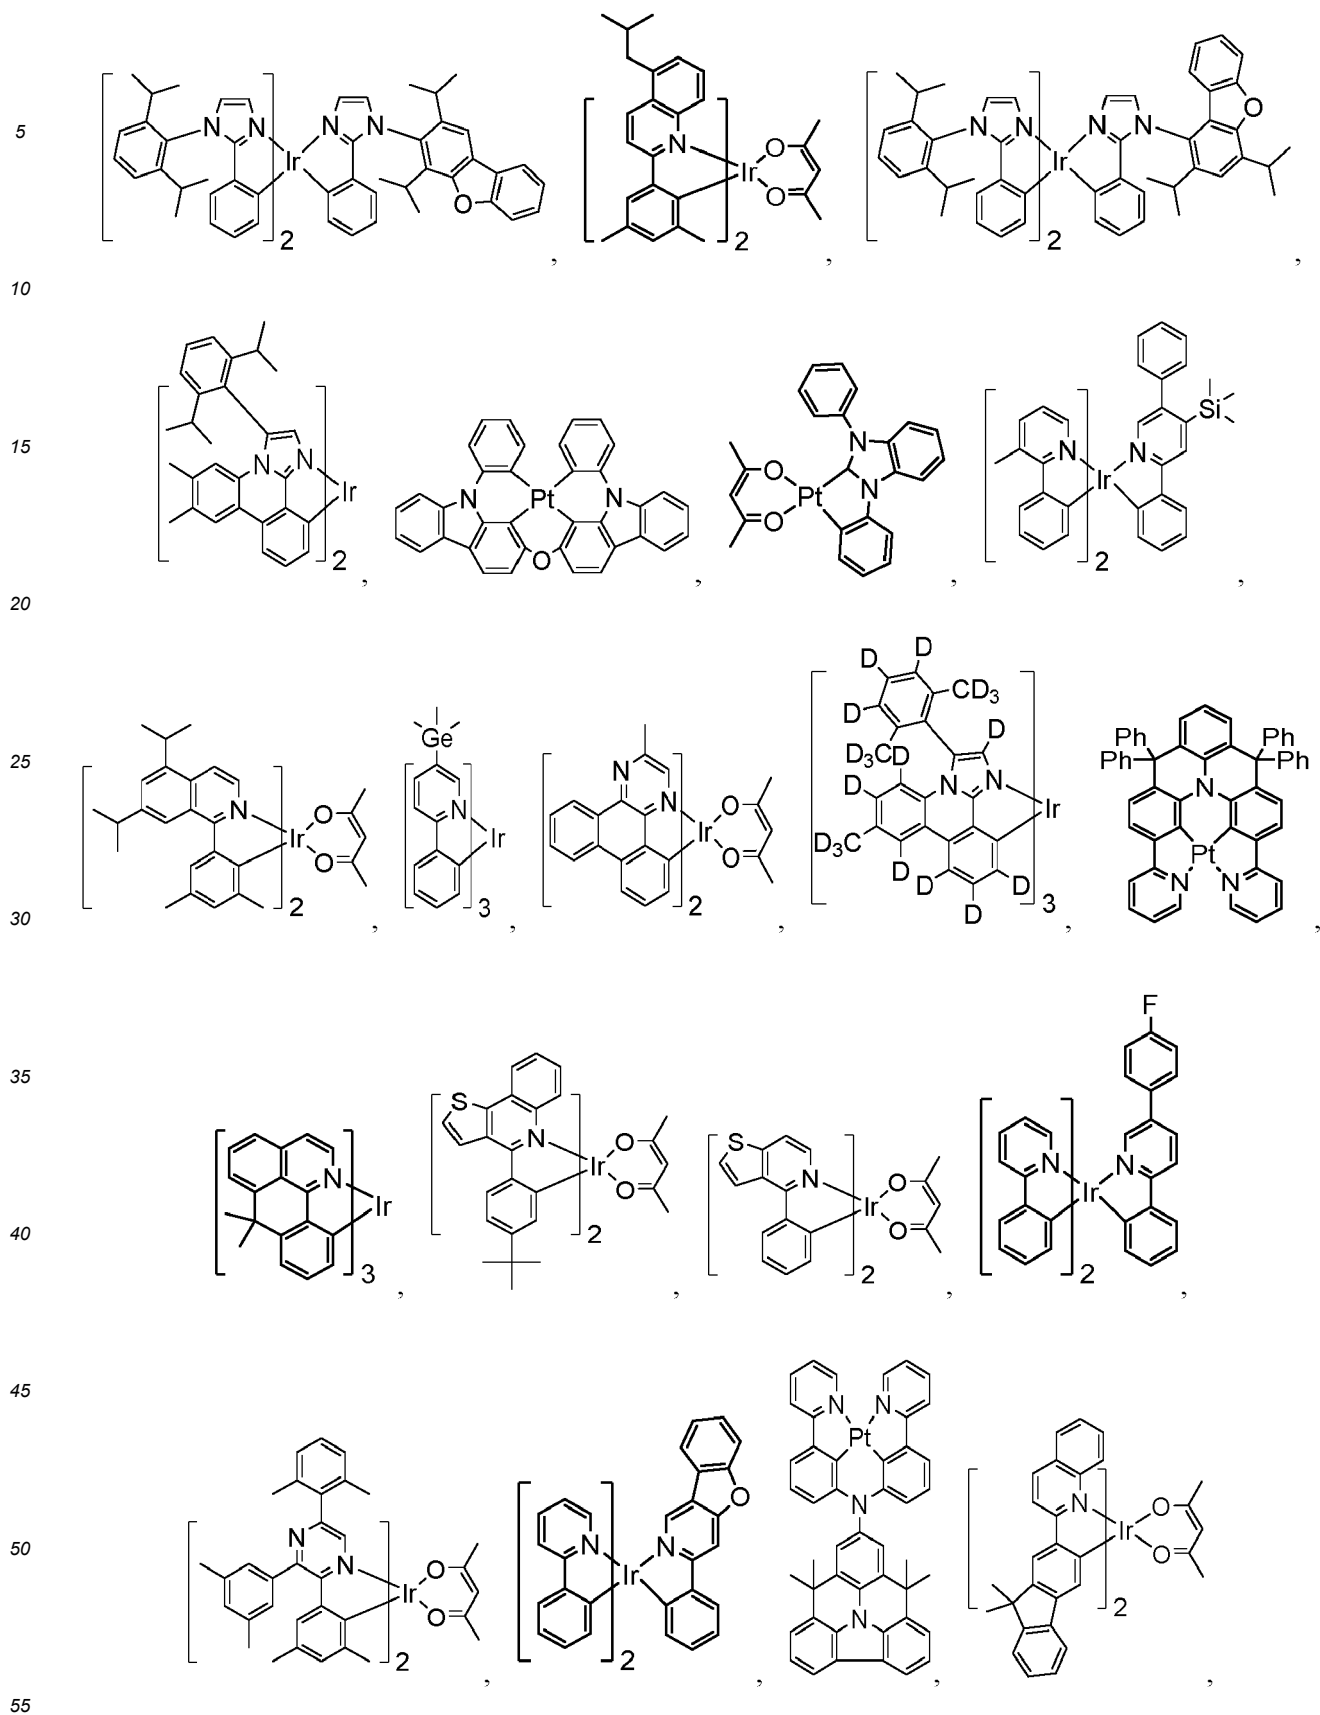 5
N N Ir N N O 2 ,
N Ir O O 2 ,
N N Ir N N O 2 ,
10
N N Ir 2 ,
N Pt N O ,
O Pt O N N ,
N Ir N Si 2 ,
15
20
N Ir O O 2 ,
Ge N Ir 3 ,
N N Ir O O 2 ,
D D D D CD3 D3C D D D N N Ir D3C D D D D 3 ,
Ph Ph Ph Ph N Pt N N ,
25
30
N Ir 3 ,
S N Ir O O 2 ,
S N Ir O O 2 ,
F N Ir N 2 ,
35
40
45
N N Ir O O 2 ,
N Ir N O 2 ,
N N Pt N N ,
N Ir O O 2 ,
50
55